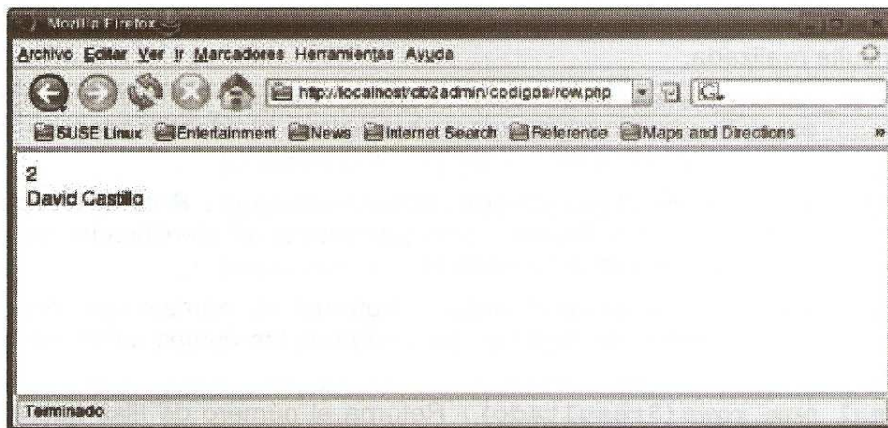 Mozilla Firefox
Archivo Editar Ver Ir Marcadores Herramientas Ayuda
http://localhost/db2admin/codigos/row.php
SUSE Linux Entertainment News Internet Search Reference Maps and Directions »
2
David Castillo
Terminado